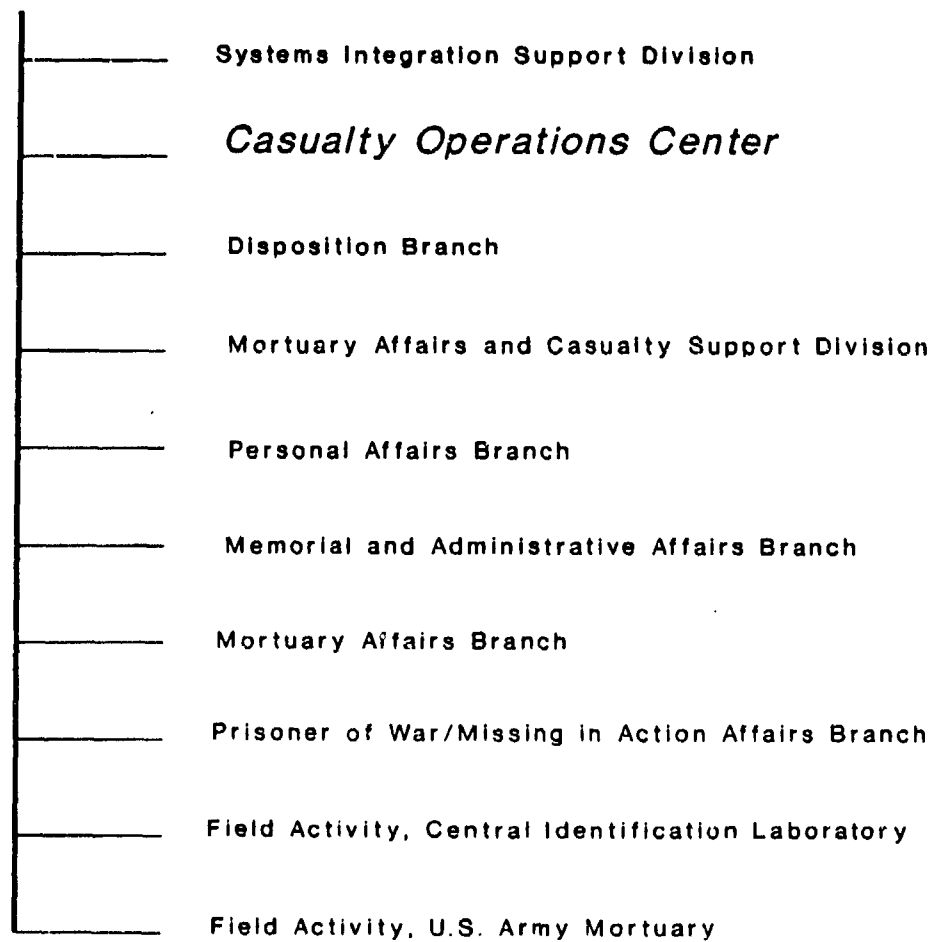 Systems Integration Support Division
Casualty Operations Center
Disposition Branch
Mortuary Affairs and Casualty Support Division
Personal Affairs Branch
Memorial and Administrative Affairs Branch
Mortuary Affairs Branch
Prisoner of War/Missing in Action Affairs Branch
Field Activity, Central Identification Laboratory
Field Activity, U.S. Army Mortuary